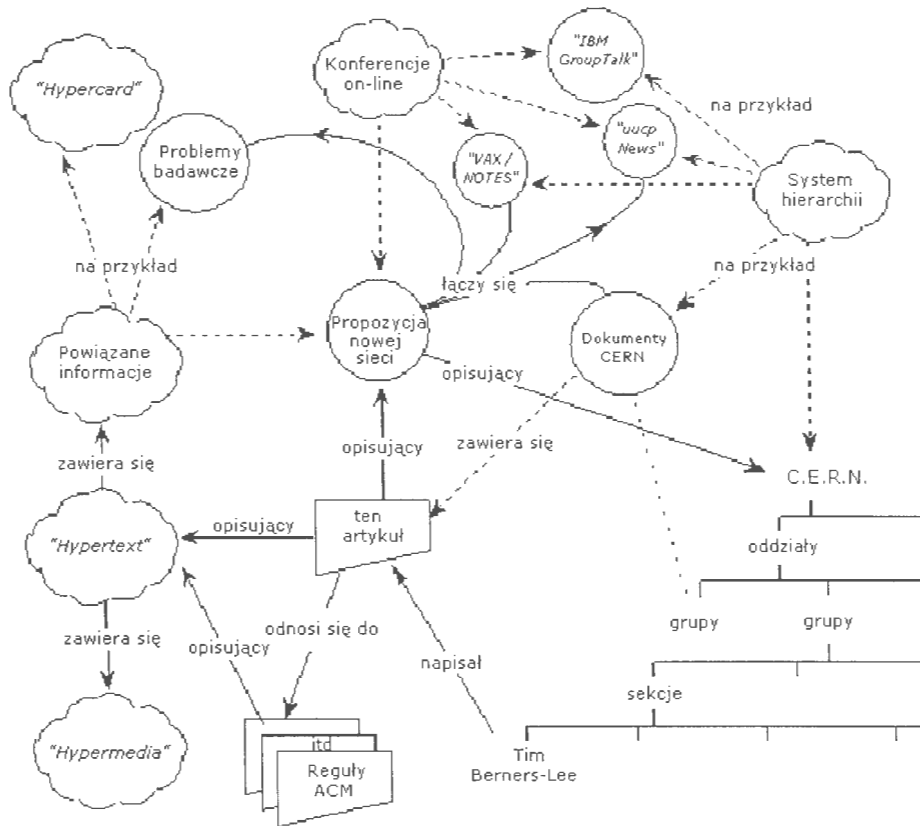 "IBM
GroupTalk"
Konferencje
on-line
"Hypercard"
na przykład
"uucp
News"
Problemy
badawcze
"VAX/
NOTES"
System
hierarchii
na przykład
łączy się
na przykład
Propozycja
nowej
sieci
Dokumenty
CERN
Powiązane
informacje
opisujący
opisujący
zawiera się
zawiera się
C.E.R.N.
ten
artykuł
opisujący
"Hypertext"
oddziały
grupy
grupy
zawiera się
odnosi się do
opisujący
napisał
sekcje
"Hypermedia"
itd
Reguły
ACM
Tim
Berners-Lee